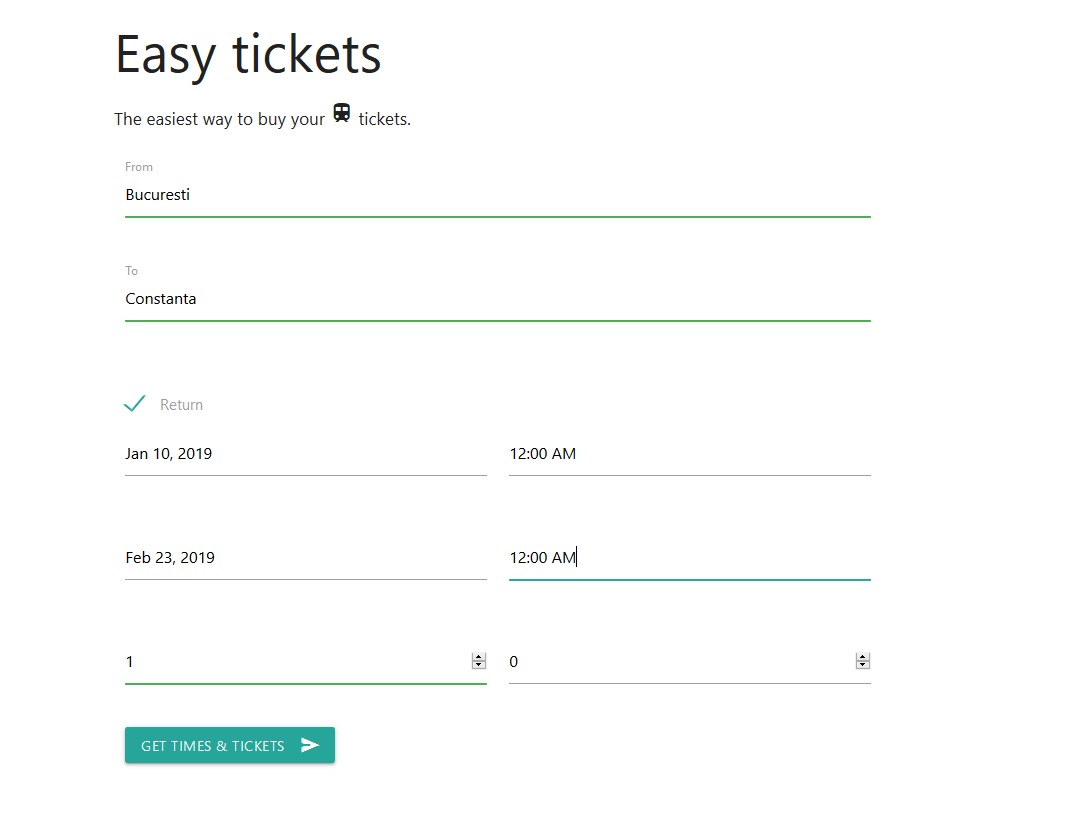 Easy tickets
The easiest way to buy your tickets.
From
Bucuresti
To
Constanta
Return
Jan 10, 2019 12:00 AM
Feb 23, 2019 12:00 AM
1 0
GET TIMES & TICKETS